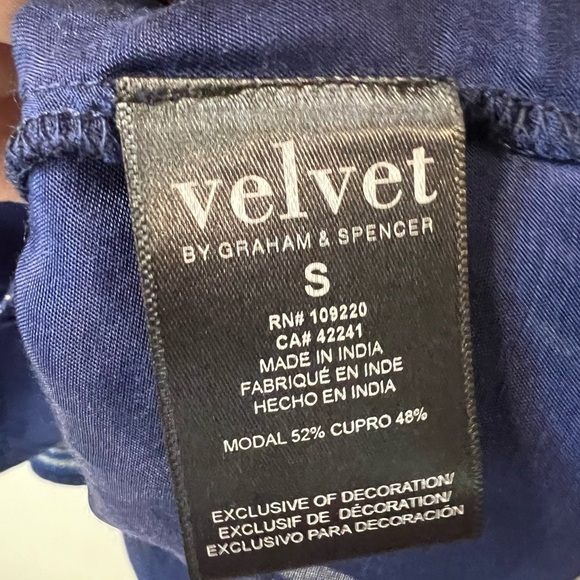 velvet
BY GRAHAM & SPENCER
S
RN# 109220
CA# 42241
MADE IN INDIA
FABRIQUÉ EN INDE
HECHO EN INDIA
MODAL 52% CUPRO 48%
EXCLUSIVE OF DECORATION/
EXCLUSIF DE DÉCORATION/
EXCLUSIVO PARA DECORACIÓN